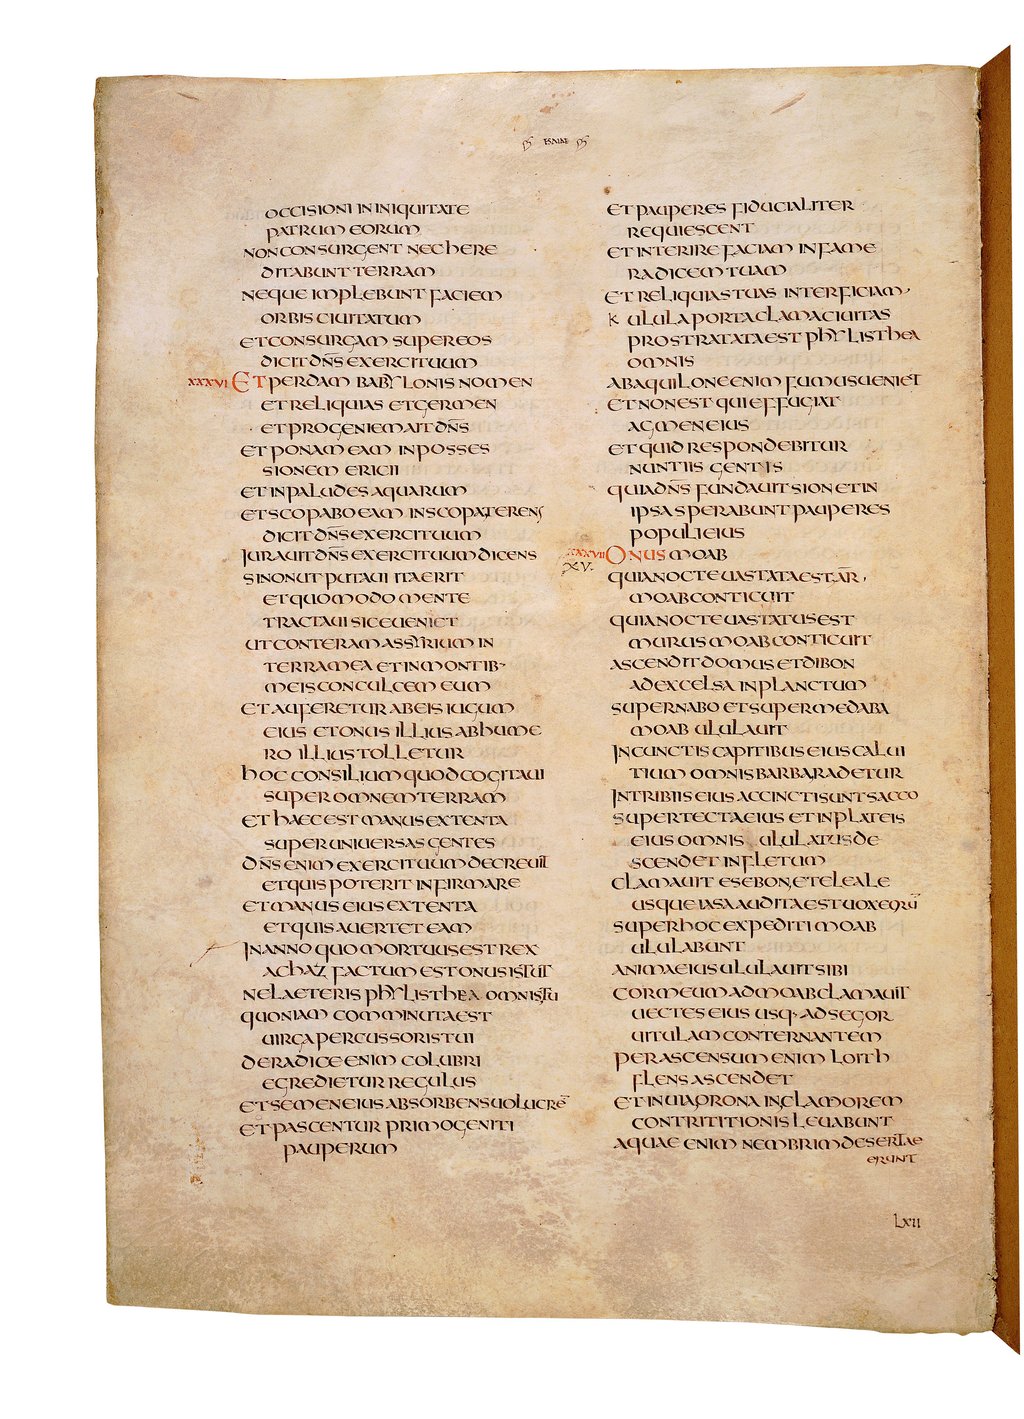 ESAIAE
OCCISIONI IN INIQUITATE
PATRUM EORUM
NON CONSURGENT NEC HERE
DITABUNT TERRAM
NEQUE IMPLEBUNT FACIEM
ORBIS CIUITATUM
ET CONSURGAM SUPER EOS
DICIT DN̄S EXERCITUUM
XXXVI ET PERDAM BABYLONIS NOMEN
ET RELIQUIAS ET GERMEN
ET PROGENIEM AIT DN̄S
ET PONAM EAM IN POSSES
SIONEM ERICII
ET IN PALUDES AQUARUM
ET SCOPABO EAM IN SCOPA TERENS
DICIT DN̄S EXERCITUUM
IURAUIT DN̄S EXERCITUUM DICENS
SI NON UT PUTAUI ITA ERIT
ET QUOMODO MENTE
TRACTAUI SIC EUENIET
UT CONTERAM ASSYRIUM IN
TERRA MEA ET IN MONTIB·
MEIS CONCULCEM EUM
ET AUFERETUR AB EIS IUGUM
EIUS ET ONUS ILLIUS AB HUME
RO ILLIUS TOLLETUR
HOC CONSILIUM QUOD COGITAUI
SUPER OMNEM TERRAM
ET HAEC EST MANUS EXTENTA
SUPER UNIUERSAS GENTES
DN̄S ENIM EXERCITUUM DECREUIT
ET QUIS POTERIT INFIRMARE
ET MANUS EIUS EXTENTA
ET QUIS AUERTET EAM
IN ANNO QUO MORTUUS EST REX
ACHAZ FACTUM EST ONUS ISTUT
NE LAETERIS PHYLISTHEA OMNIS TU
QUONIAM COMMINUTA EST
UIRGA PERCUSSORIS TUI
DE RADICE ENIM COLUBRI
EGREDIETUR REGULUS
ET SEMEN EIUS ABSORBENS UOLUCRĒ
ET PASCENTUR PRIMOGENITI
PAUPERUM
ET PAUPERES FIDUCIALITER
REQUIESCENT
ET INTERIRE FACIAM IN FAME
RADICEM TUAM
ET RELIQUIAS TUAS INTERFICIAM
K ULULA PORTA CLAMA CIUITAS
PROSTRATA TA EST PHYLISTHEA
OMNIS
AB AQUILONE ENIM FUMUS UENIET
ET NON EST QUI EFFUGIAT
AGMEN EIUS
ET QUID RESPONDEBITUR
NUNTIIS GENTIS
QUIA DN̄S FUNDAUIT SION ET IN
IPSA SPERABUNT PAUPERES
POPULI EIUS
XXXVII ONUS MOAB
XV.
QUIA NOCTE UASTATA EST AR,
MOAB CONTICUIT
QUIA NOCTE UASTATUS EST
MURUS MOAB CONTICUIT
ASCENDIT DOMUS ET DIBON
AD EXCELSA IN PLANCTUM
SUPER NABO ET SUPER MEDABA
MOAB ULULAUIT
IN CUNCTIS CAPITIBUS EIUS CALUI
TIUM OMNIS BARBA RADETUR
IN TRIBIIS EIUS ACCINCTI SUNT SACCO
SUPER TECTA EIUS ET IN PLATEIS
EIUS OMNIS ULULATUS DE
SCENDET IN FLETUM
CLAMAUIT ESEBON ET ELEALE
USQUE IASA AUDITA EST UOX EORŪ
SUPER HOC EXPEDITI MOAB
ULULABUNT
ANIMA EIUS ULULAUIT SIBI
COR MEUM AD MOAB CLAMAUIT
UECTES EIUS USQ· AD SEGOR
UITULAM CONTERNANTEM
PER ASCENSUM ENIM LOITH
FLENS ASCENDET
ET IN UIA PRONA IN CLAMOREM
CONTRITITIONIS LEUABUNT
AQUAE ENIM NEMBRIM DESERTAE
ERUNT
LXII